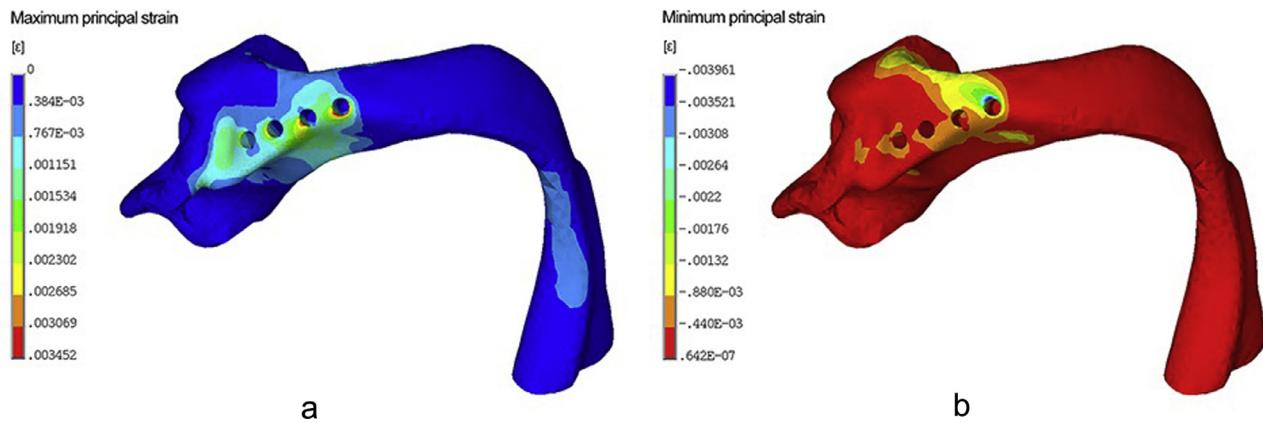 Maximum principal strain
[ε]
0
.384E-03
.767E-03
.001151
.001534
.001918
.002302
.002685
.003069
.003452
a
Minimum principal strain
[ε]
-.003961
-.003521
-.00308
-.00264
-.0022
-.00176
-.00132
-.880E-03
-.440E-03
.642E-07
b